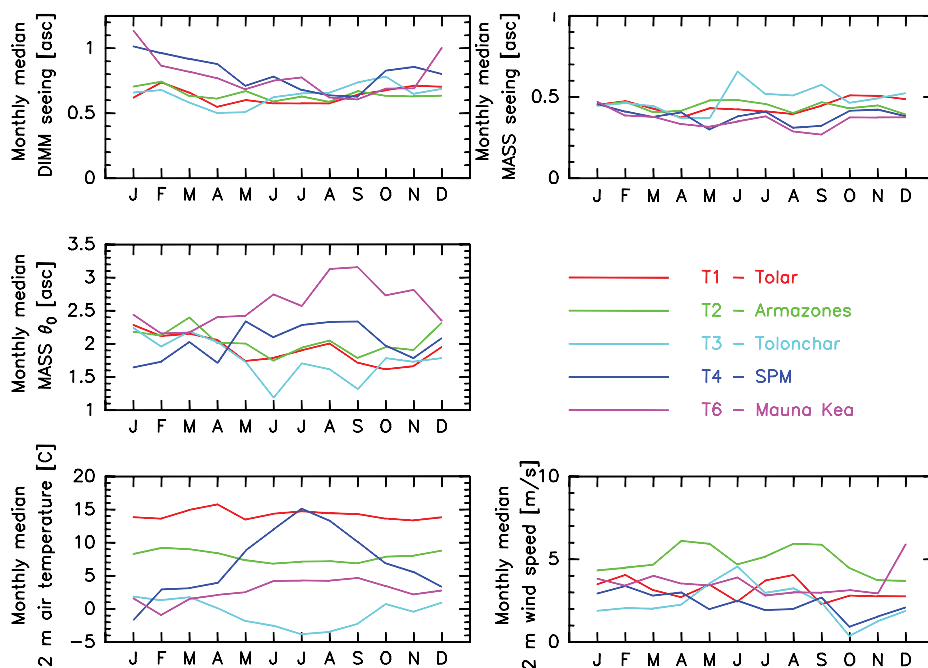 Monthly median
DIMM seeing [asc]
1
0.5
0
J F M A M J J A S O N D
Monthly median
MASS seeing [asc]
1
0.5
0
J F M A M J J A S O N D
Monthly median
MASS θ₀ [asc]
3.5
3
2.5
2
1.5
1
J F M A M J J A S O N D
T1 – Tolar
T2 – Armazones
T3 – Tolonchar
T4 – SPM
T6 – Mauna Kea
Monthly median
2 m air temperature [C]
20
15
10
5
0
−5
J F M A M J J A S O N D
Monthly median
2 m wind speed [m/s]
10
5
0
J F M A M J J A S O N D